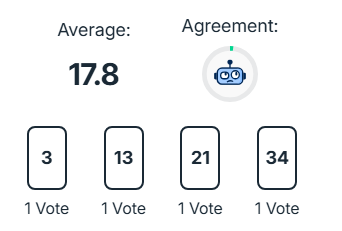 Average:
Agreement:
17.8
3
13
21
34
1 Vote
1 Vote
1 Vote
1 Vote